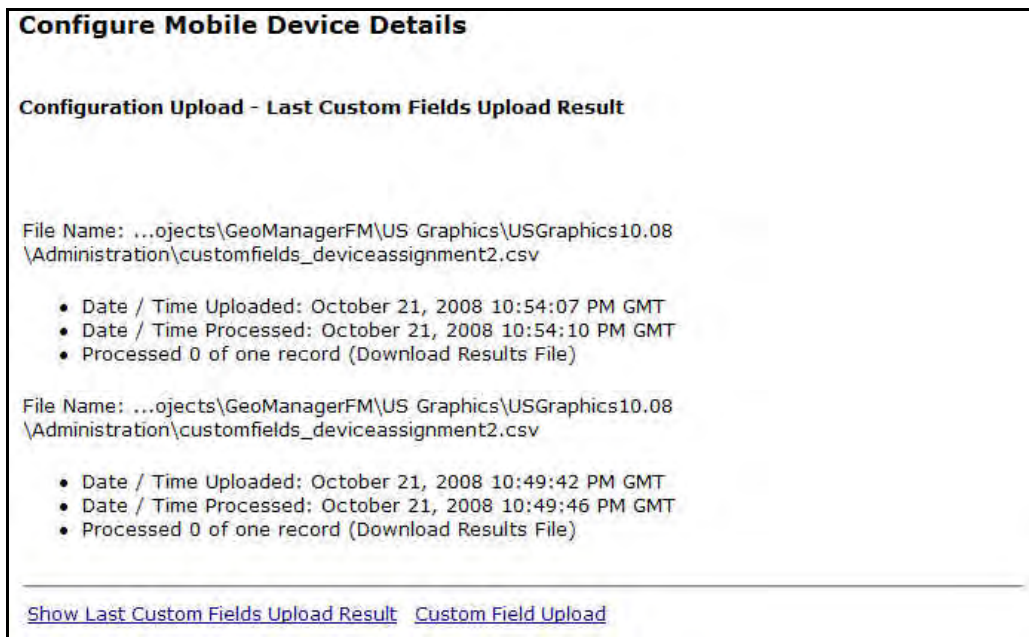 Configure Mobile Device Details
Configuration Upload - Last Custom Fields Upload Result
File Name: ...ojects\GeoManagerFM\US Graphics\USGraphics10.08
\Administration\customfields_deviceassignment2.csv
• Date / Time Uploaded: October 21, 2008 10:54:07 PM GMT
• Date / Time Processed: October 21, 2008 10:54:10 PM GMT
• Processed 0 of one record (Download Results File)
File Name: ...ojects\GeoManagerFM\US Graphics\USGraphics10.08
\Administration\customfields_deviceassignment2.csv
• Date / Time Uploaded: October 21, 2008 10:49:42 PM GMT
• Date / Time Processed: October 21, 2008 10:49:46 PM GMT
• Processed 0 of one record (Download Results File)
Show Last Custom Fields Upload Result Custom Field Upload